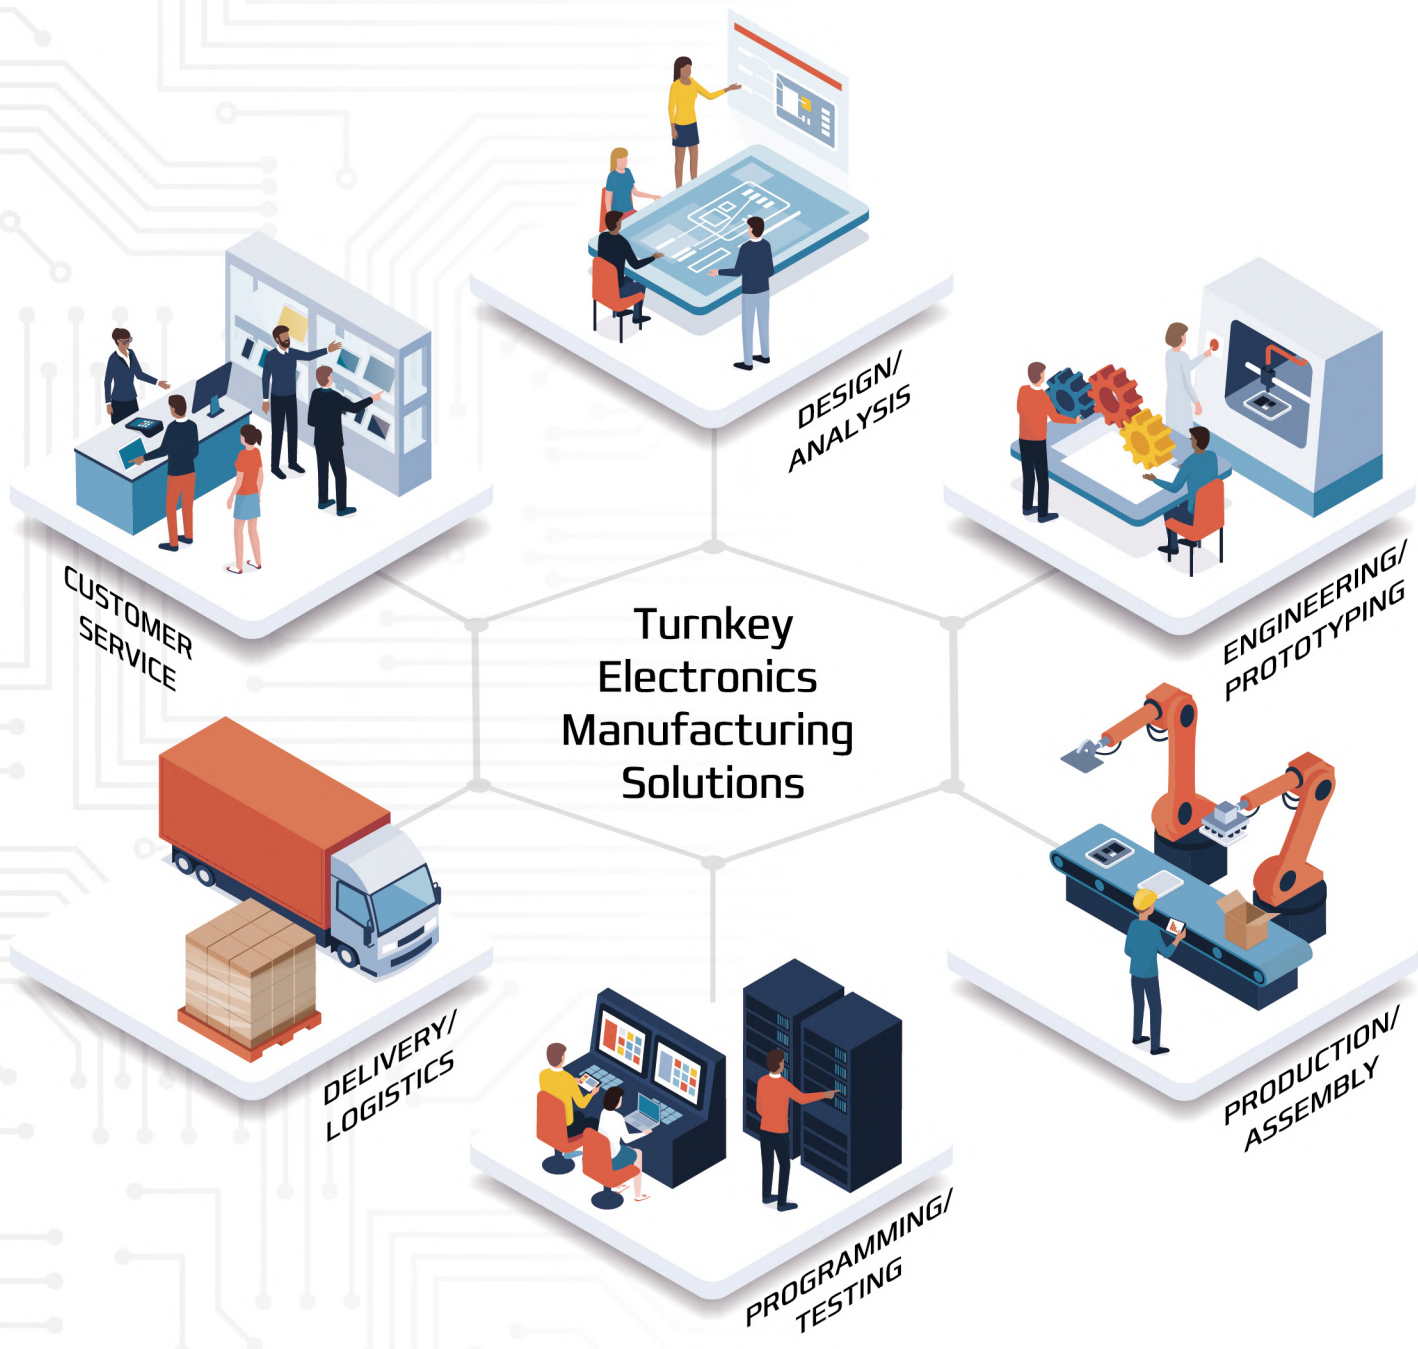 DESIGN/
ANALYSIS
ENGINEERING/
PROTOTYPING
CUSTOMER
SERVICE
Turnkey
Electronics
Manufacturing
Solutions
PRODUCTION/
ASSEMBLY
DELIVERY/
LOGISTICS
PROGRAMMING/
TESTING